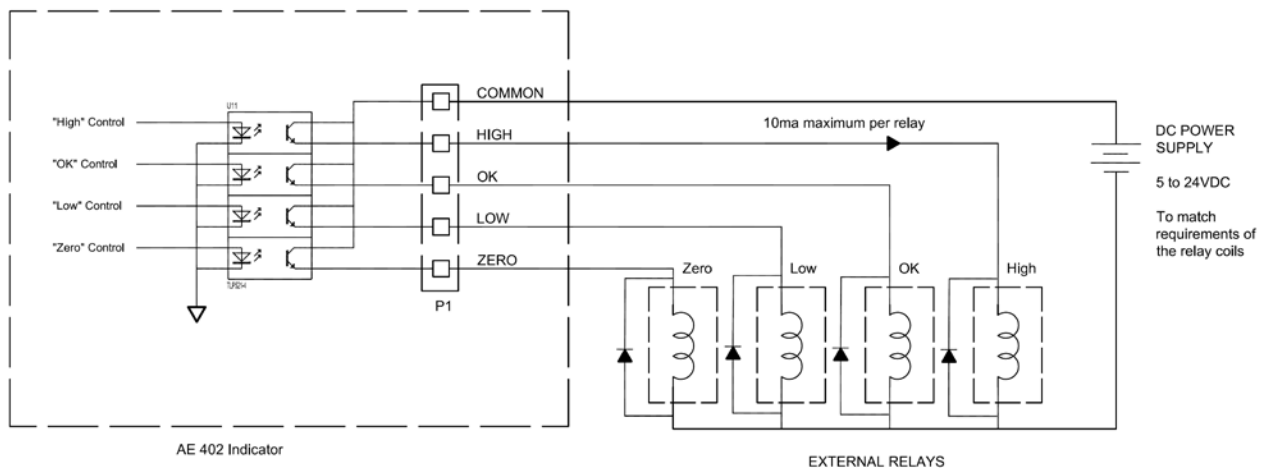 U11
"High" Control
"OK" Control
"Low" Control
"Zero" Control
TLP521-4
COMMON
HIGH
OK
LOW
ZERO
P1
10ma maximum per relay
DC POWER
SUPPLY
5 to 24VDC
To match
requirements of
the relay coils
Zero
Low
OK
High
AE 402 Indicator
EXTERNAL RELAYS